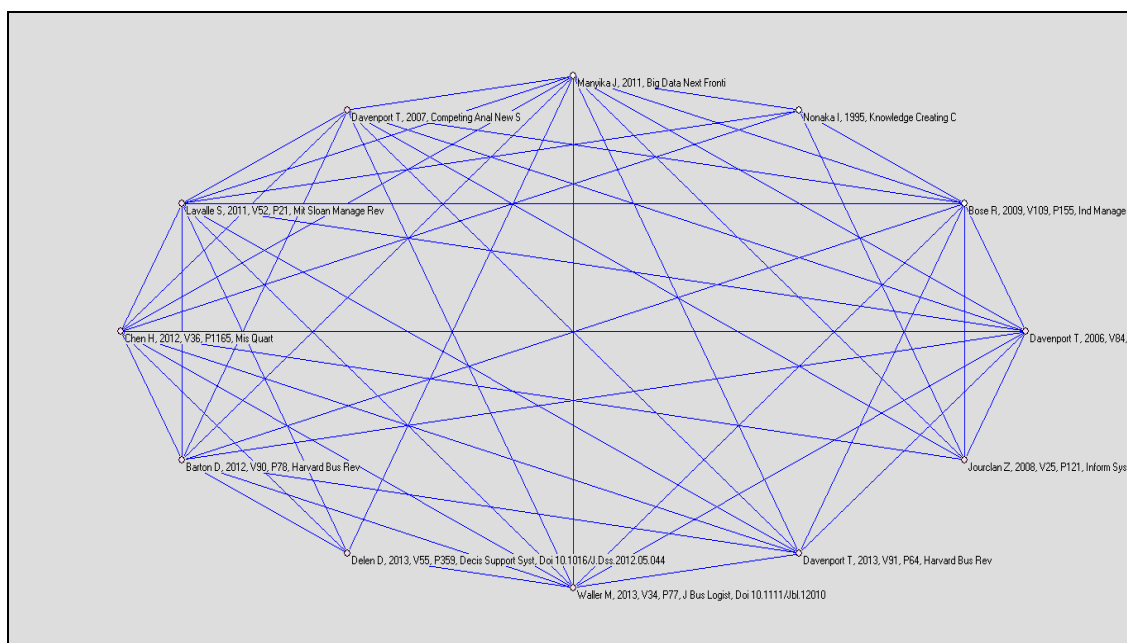 Manyika J, 2011, Big Data Next Fronti
Davenport T, 2007, Competing Anal New S
Nonaka I, 1995, Knowledge Creating C
Lavalle S, 2011, V52, P21, Mit Sloan Manage Rev
Bose R, 2009, V109, P155, Ind Manage
Chen H, 2012, V36, P1165, Mis Quart
Davenport T, 2006, V84,
Barton D, 2012, V90, P78, Harvard Bus Rev
Jourclan Z, 2008, V25, P121, Inform Sys
Delen D, 2013, V55, P359, Decis Support Syst, Doi 10.1016/J.Dss.2012.05.044
Davenport T, 2013, V91, P64, Harvard Bus Rev
Waller M, 2013, V34, P77, J Bus Logist, Doi 10.1111/Jbl.12010